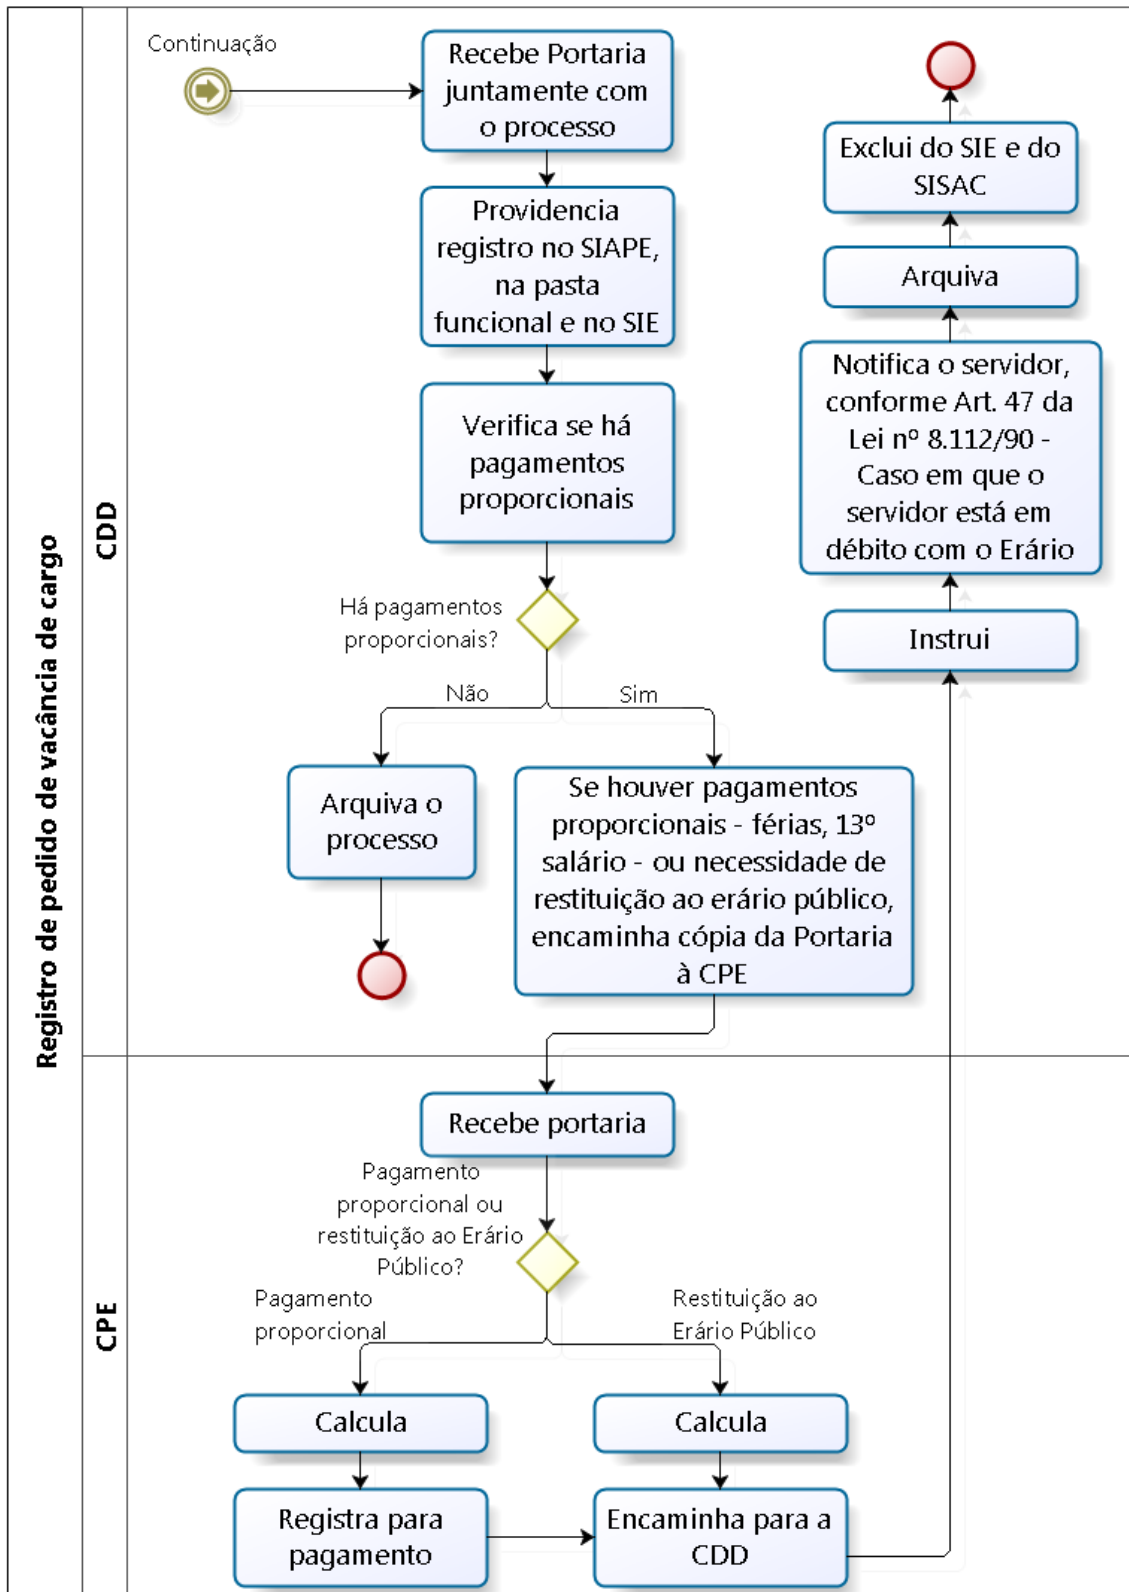 Registro de pedido de vacância de cargo
CDD
Continuação
Recebe Portaria
juntamente com
o processo
Providencia
registro no SIAPE,
na pasta
funcional e no SIE
Verifica se há
pagamentos
proporcionais
Há pagamentos
proporcionais?
Não
Sim
Arquiva o
processo
Se houver pagamentos
proporcionais - férias, 13º
salário - ou necessidade de
restituição ao erário público,
encaminha cópia da Portaria
à CPE
Exclui do SIE e do
SISAC
Arquiva
Notifica o servidor,
conforme Art. 47 da
Lei nº 8.112/90 -
Caso em que o
servidor está em
débito com o Erário
Instrui
CPE
Recebe portaria
Pagamento
proporcional ou
restituição ao Erário
Público?
Pagamento
proporcional
Restituição ao
Erário Público
Calcula
Calcula
Registra para
pagamento
Encaminha para a
CDD